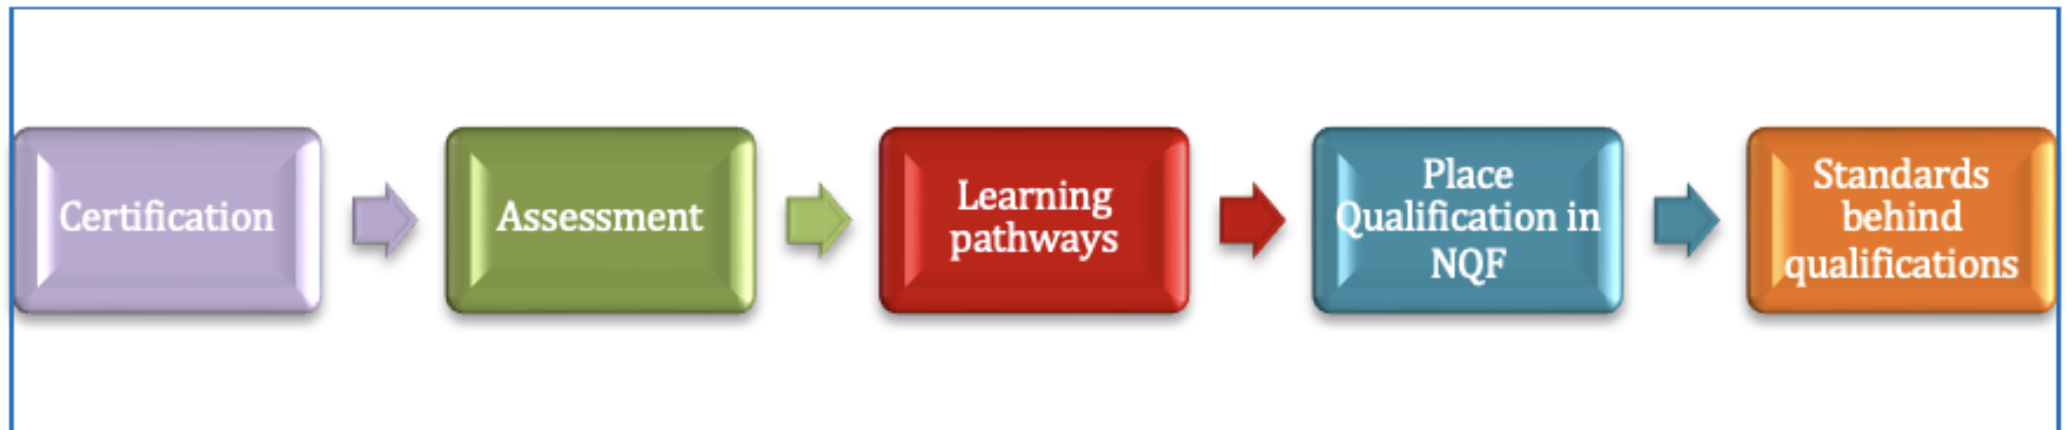 Certification
Assessment
Learning
pathways
Place
Qualification in
NQF
Standards
behind
qualifications